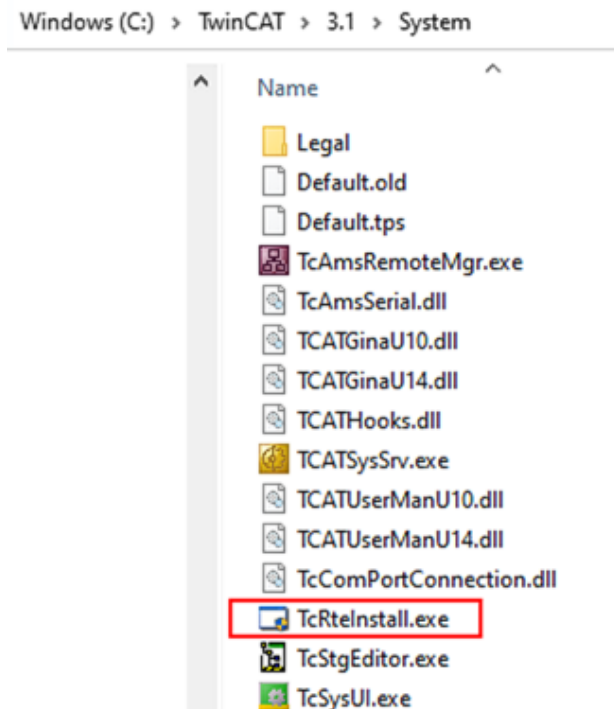 Windows (C:) > TwinCAT > 3.1 > System
Name
Legal
Default.old
Default.tps
TcAmsRemoteMgr.exe
TcAmsSerial.dll
TCATGinaU10.dll
TCATGinaU14.dll
TCATHooks.dll
TCATSysSrv.exe
TCATUserManU10.dll
TCATUserManU14.dll
TcComPortConnection.dll
TcRteInstall.exe
TcStgEditor.exe
TcSysUI.exe